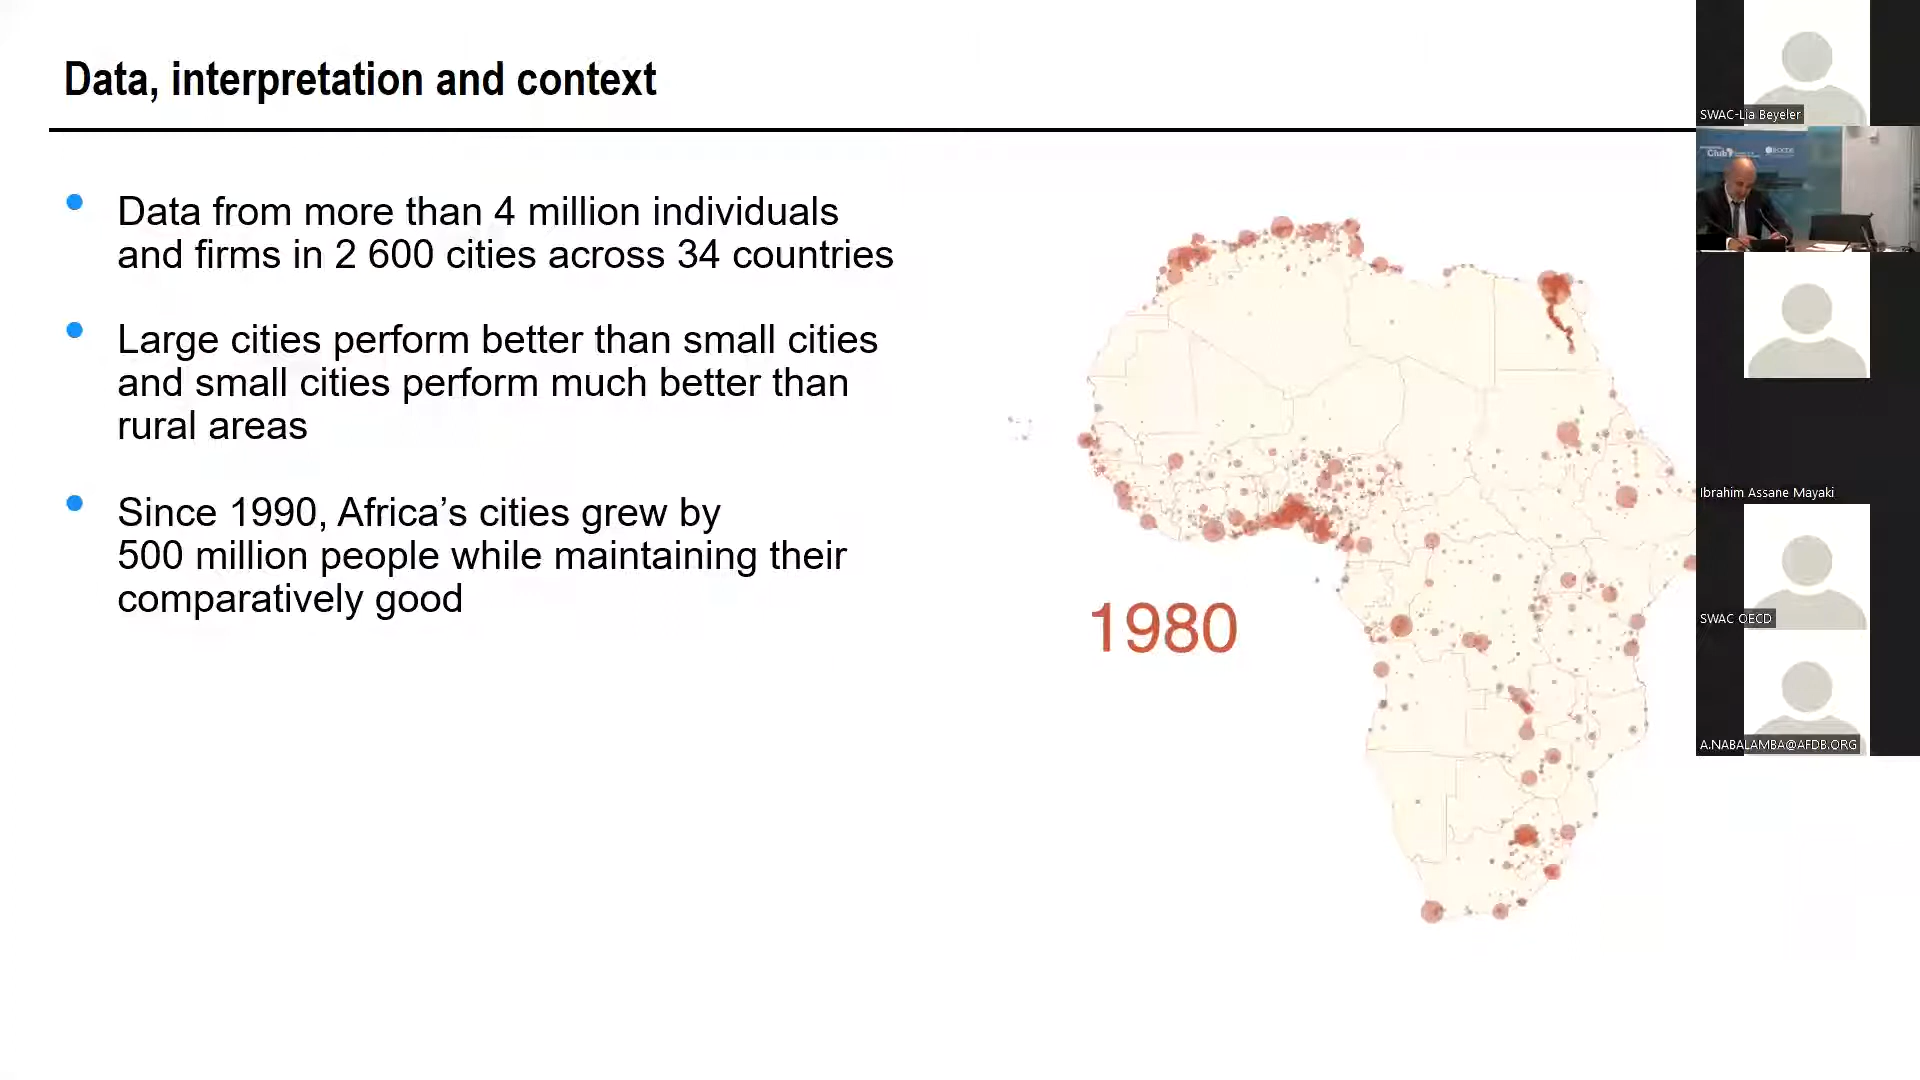 Data, interpretation and context
Data from more than 4 million individuals
and firms in 2 600 cities across 34 countries
Large cities perform better than small cities
and small cities perform much better than
rural areas
Since 1990, Africa’s cities grew by
500 million people while maintaining their
comparatively good
1980
SWAC-Lia Beyeler
Club
Ibrahim Assane Mayaki
SWAC OECD
A.NABALAMBA@AFDB.ORG